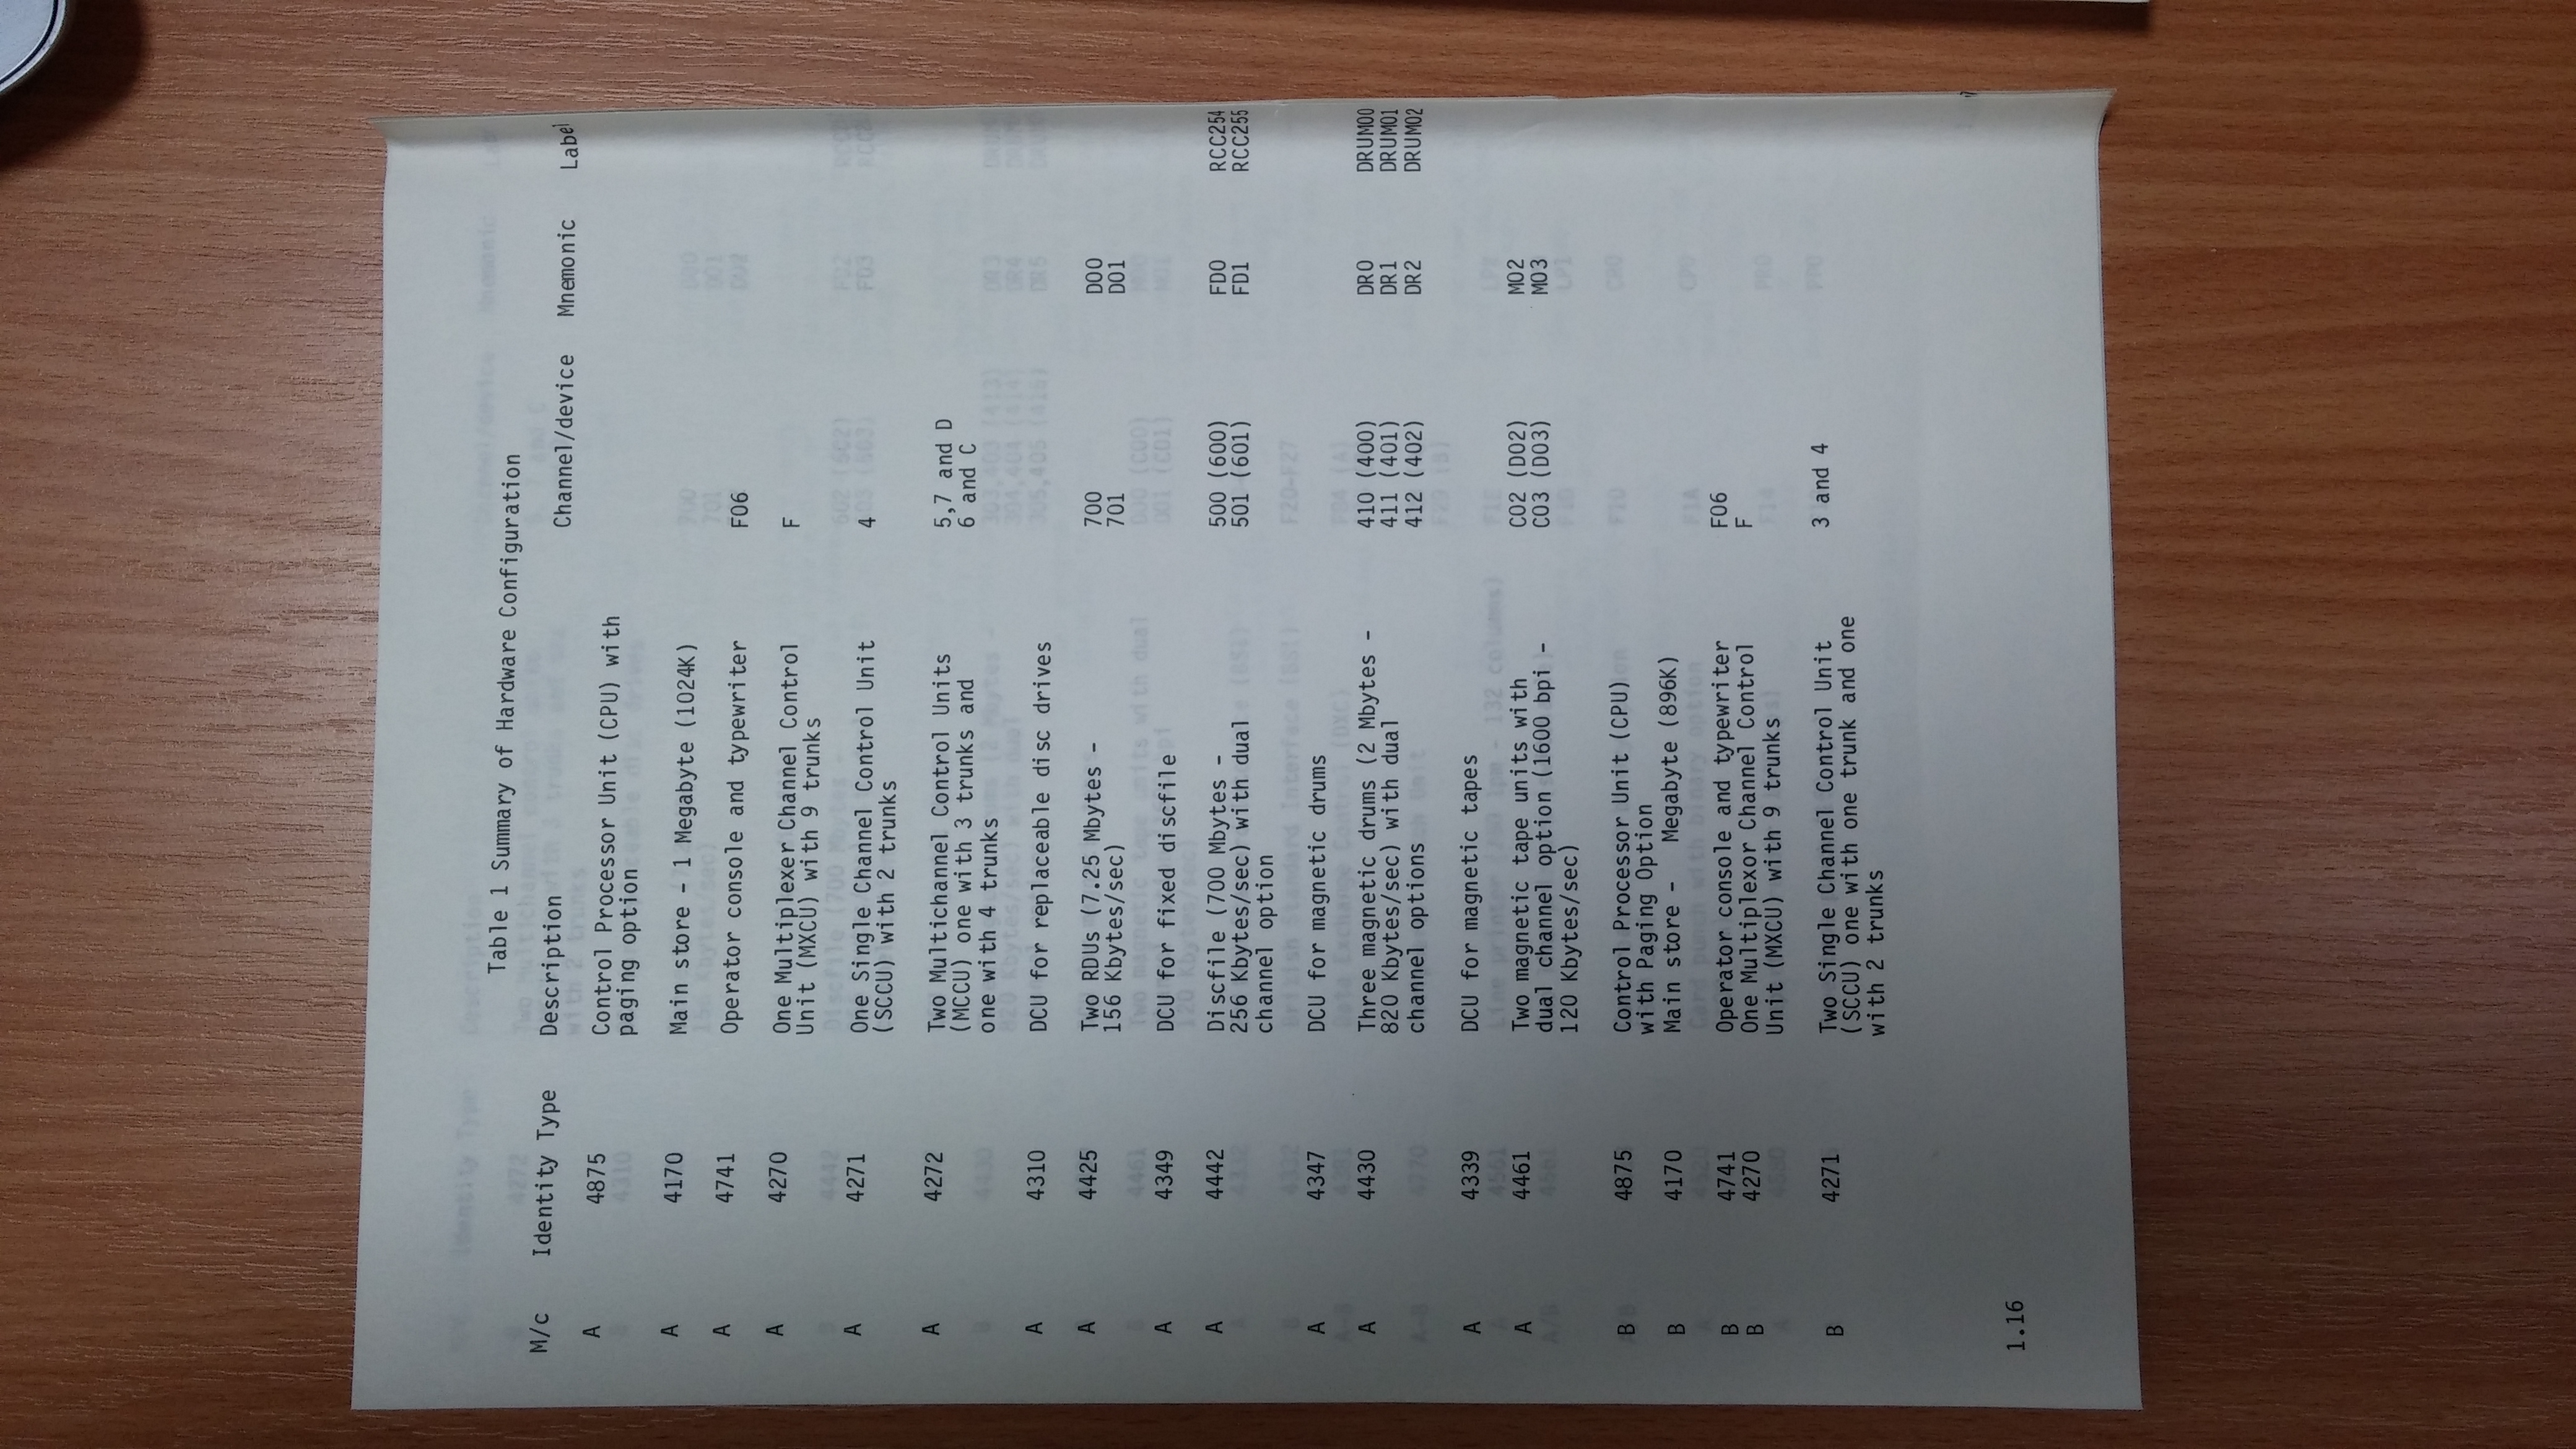 Table 1 Summary of Hardware Configuration
M/c Identity Type Description Channel/device Mnemonic Label
A 4875 Control Processor Unit (CPU) with
paging option
A 4170 Main store - 1 Megabyte (1024K)
A 4741 Operator console and typewriter F06
A 4270 One Multiplexer Channel Control F
Unit (MXCU) with 9 trunks
A 4271 One Single Channel Control Unit 4
(SCCU) with 2 trunks
A 4272 Two Multichannel Control Units 5,7 and D
(MCCU) one with 3 trunks and 6 and C
one with 4 trunks
A 4310 DCU for replaceable disc drives
A 4425 Two RDUs (7.25 Mbytes - 700 DO0
156 Kbytes/sec) 701 DO1
A 4349 DCU for fixed discfile
A 4442 Discfile (700 Mbytes - 500 (600) FD0 RCC254
256 Kbytes/sec) with dual 501 (601) FD1 RCC255
channel option
A 4347 DCU for magnetic drums
A 4430 Three magnetic drums (2 Mbytes - 410 (400) DR0 DRUM00
820 Kbytes/sec) with dual 411 (401) DR1 DRUM01
channel options 412 (402) DR2 DRUM02
A 4339 DCU for magnetic tapes
A 4461 Two magnetic tape units with C02 (D02) M02
dual channel option (1600 bpi - C03 (D03) M03
120 Kbytes/sec)
B 4875 Control Processor Unit (CPU)
with Paging Option
B 4170 Main store - Megabyte (896K)
B 4741 Operator console and typewriter F06
B 4270 One Multiplexor Channel Control F
Unit (MXCU) with 9 trunks
B 4271 Two Single Channel Control Unit 3 and 4
(SCCU) one with one trunk and one
with 2 trunks
1.16